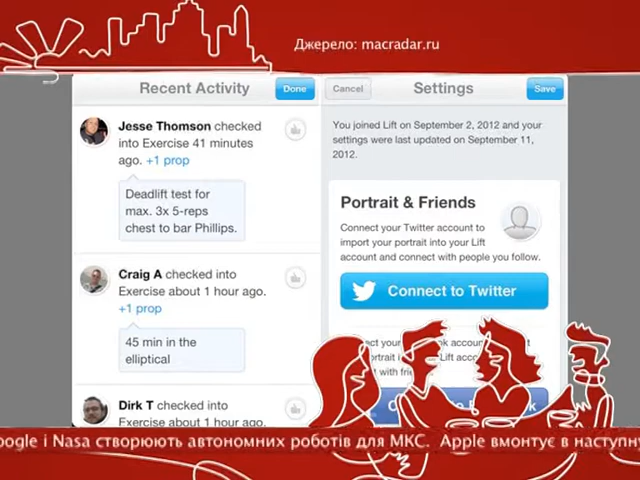 Джерело: macradar.ru
Recent Activity
Done
Jesse Thomson checked
into Exercise 41 minutes
ago. +1 prop
Deadlift test for
max. 3x 5-reps
chest to bar Phillips.
Craig A checked into
Exercise about 1 hour ago.
+1 prop
45 min in the
elliptical
Dirk T checked into
Exercise about 1 hour ago.
Cancel
Settings
Save
You joined Lift on September 2, 2012 and your
settings were last updated on September 11,
2012.
Portrait & Friends
Connect your Twitter account to
import your portrait into your Lift
account and connect with people you follow.
Connect to Twitter
oogle і Nasa створюють автономних роботів для МКС. Apple вмонтує в наступну